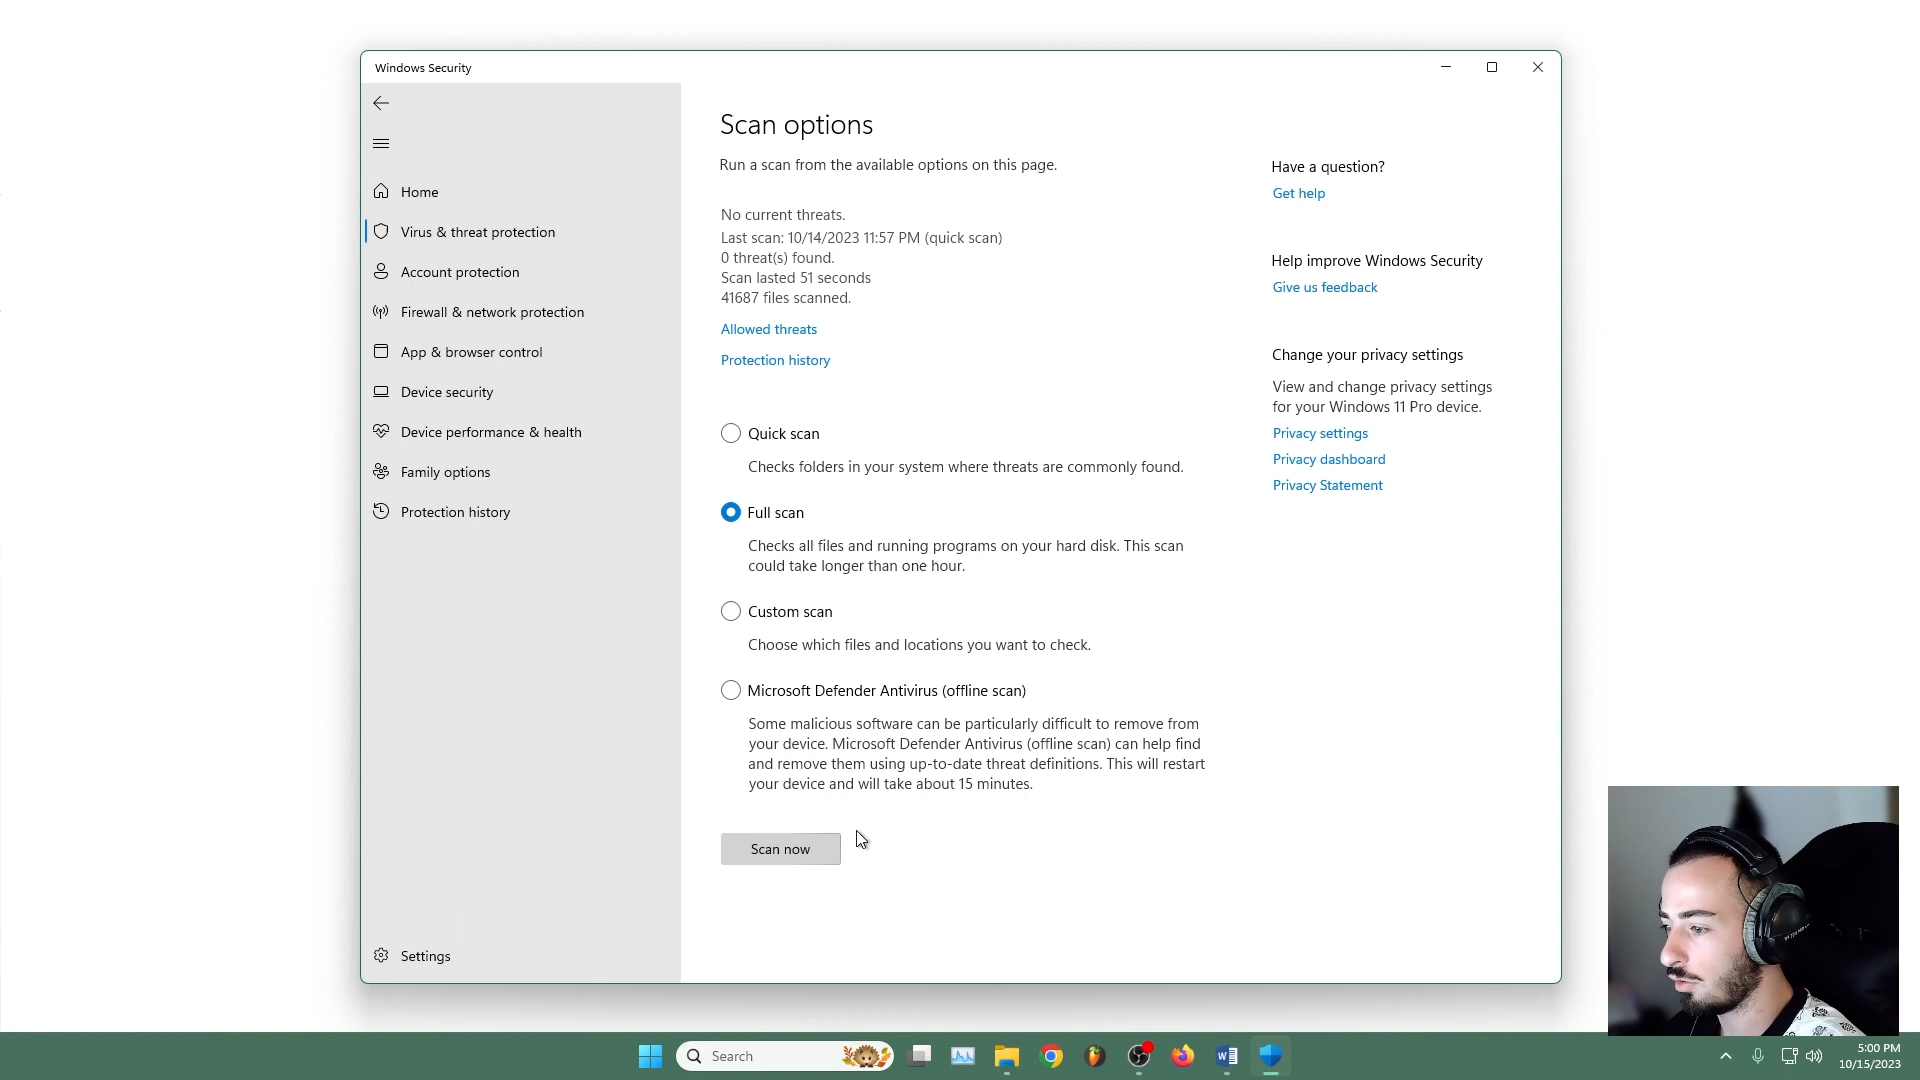 Windows Security
Home
Virus & threat protection
Account protection
Firewall & network protection
App & browser control
Device security
Device performance & health
Family options
Protection history
Settings
Scan options
Run a scan from the available options on this page.
No current threats.
Last scan: 10/14/2023 11:57 PM (quick scan)
0 threat(s) found.
Scan lasted 51 seconds
41687 files scanned.
Allowed threats
Protection history
Quick scan
Checks folders in your system where threats are commonly found.
Full scan
Checks all files and running programs on your hard disk. This scan
could take longer than one hour.
Custom scan
Choose which files and locations you want to check.
Microsoft Defender Antivirus (offline scan)
Some malicious software can be particularly difficult to remove from
your device. Microsoft Defender Antivirus (offline scan) can help find
and remove them using up-to-date threat definitions. This will restart
your device and will take about 15 minutes.
Scan now
Have a question?
Get help
Help improve Windows Security
Give us feedback
Change your privacy settings
View and change privacy settings
for your Windows 11 Pro device.
Privacy settings
Privacy dashboard
Privacy Statement
Search
W
5:00 PM
10/15/2023